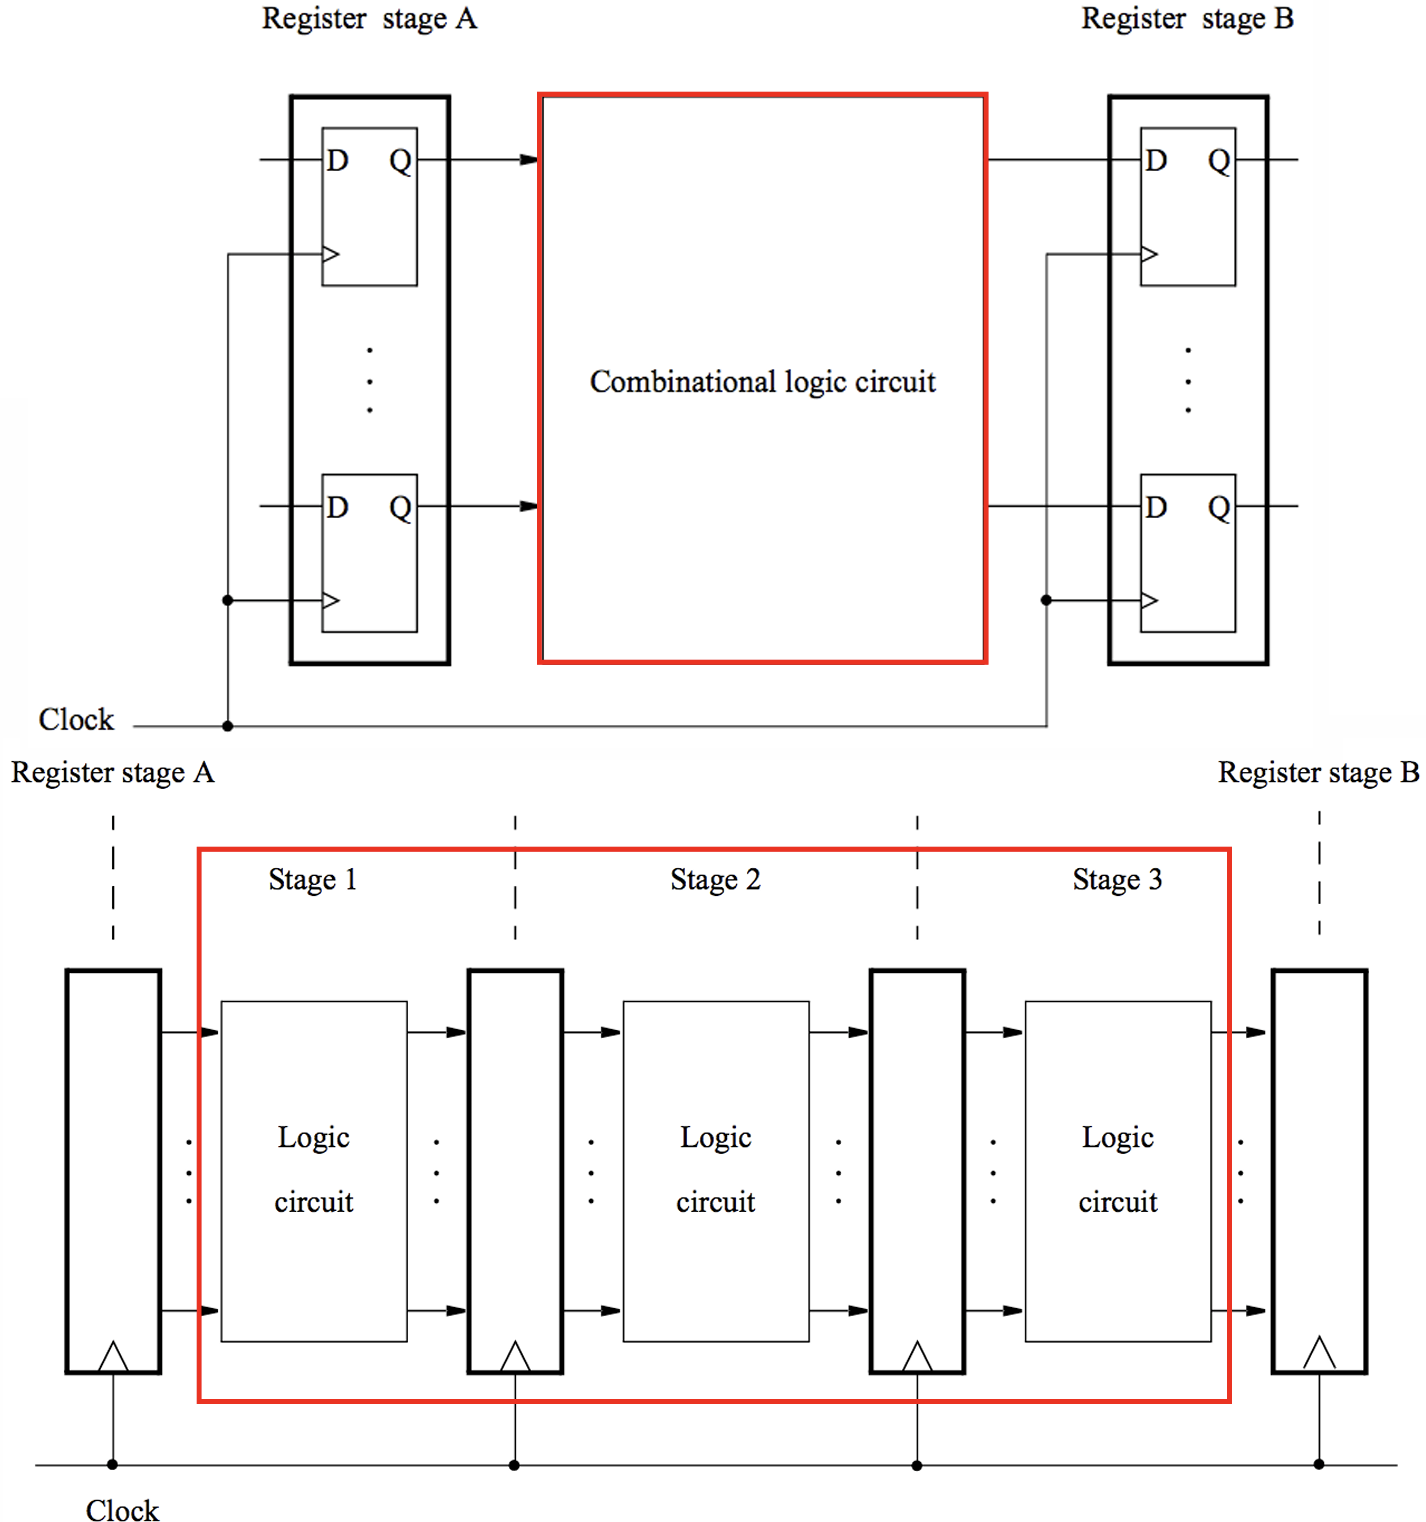 Register stage A
Register stage B
D Q
D Q
Combinational logic circuit
D Q
D Q
Clock
Register stage A
Register stage B
Stage 1
Stage 2
Stage 3
Logic
circuit
Logic
circuit
Logic
circuit
Clock